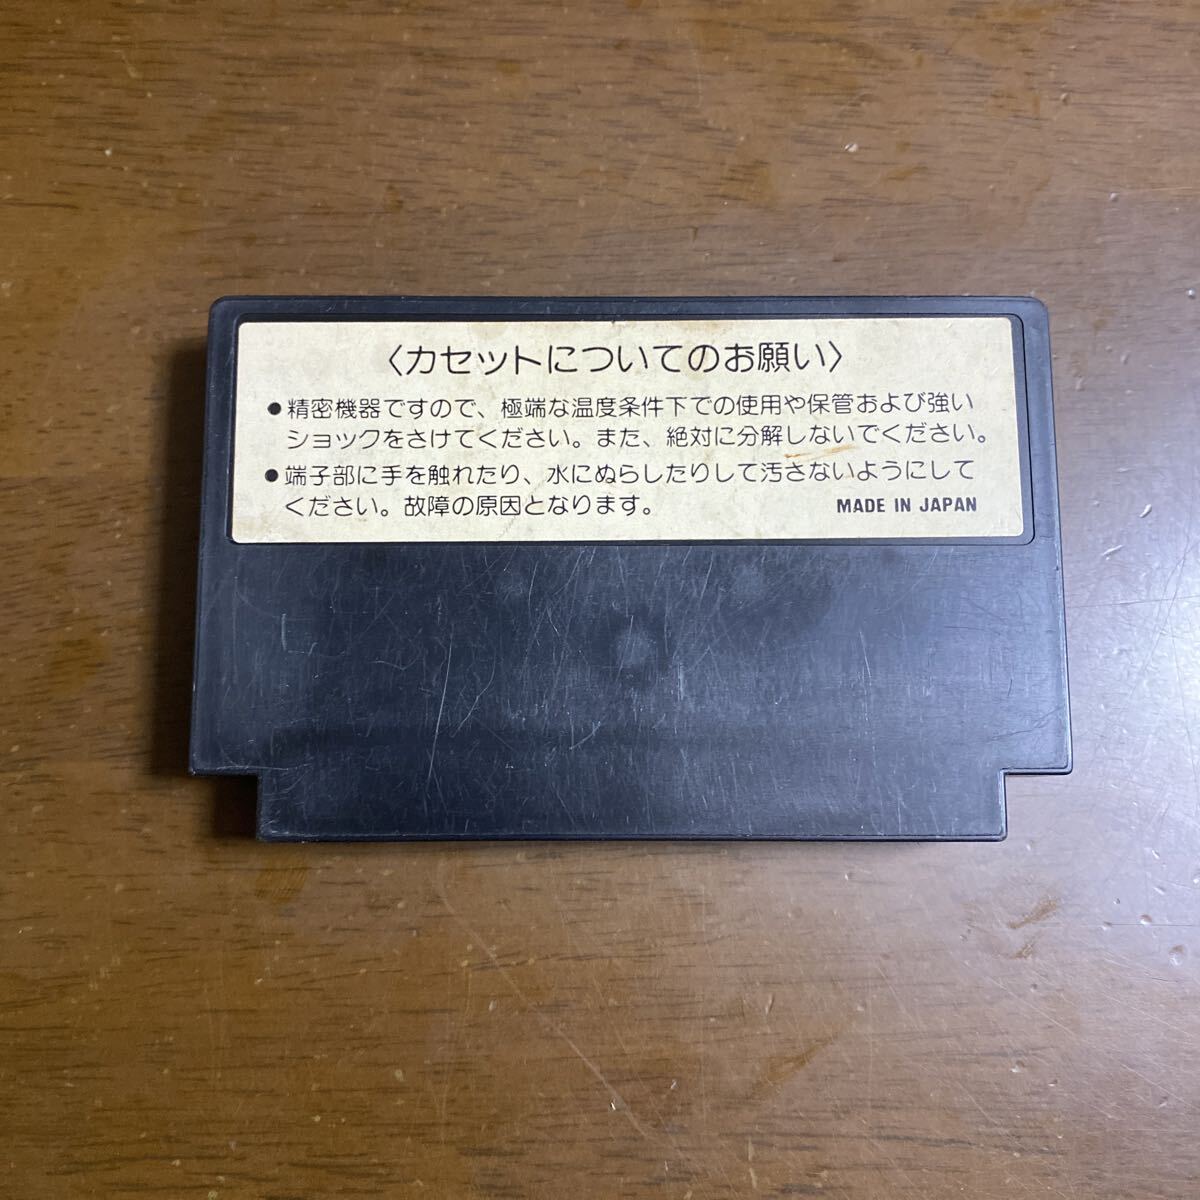 〈カセットについてのお願い〉
●精密機器ですので、極端な温度条件下での使用や保管および強い
ショックをさけてください。また、絶対に分解しないでください。
●端子部に手を触れたり、水にぬらしたりして汚さないようにして
ください。故障の原因となります。
MADE IN JAPAN